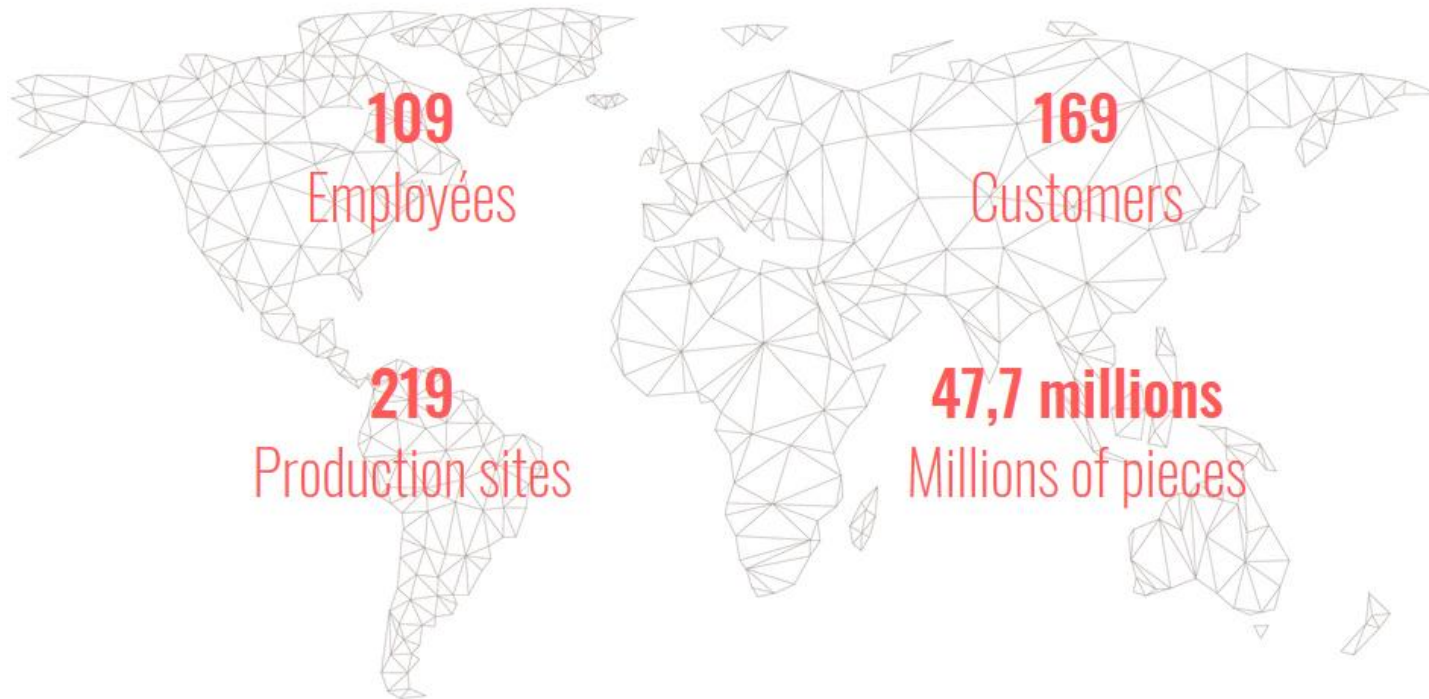 109
Employées
169
Customers
219
Production sites
47,7 millions
Millions of pieces